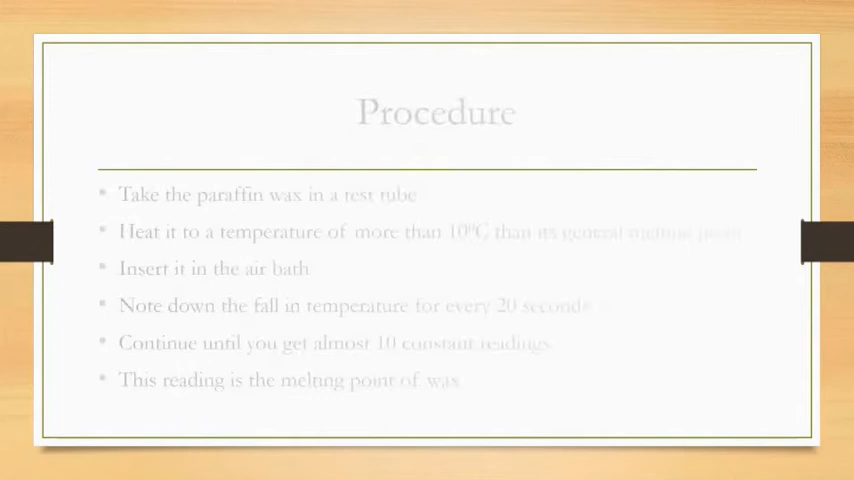 Procedure
Take the paraffin wax in a test tube
Heat it to a temperature of more than 10⁰C than its general melting point
Insert it in the air bath
Note down the fall in temperature for every 20 seconds
Continue until you get almost 10 constant readings
This reading is the melting point of wax